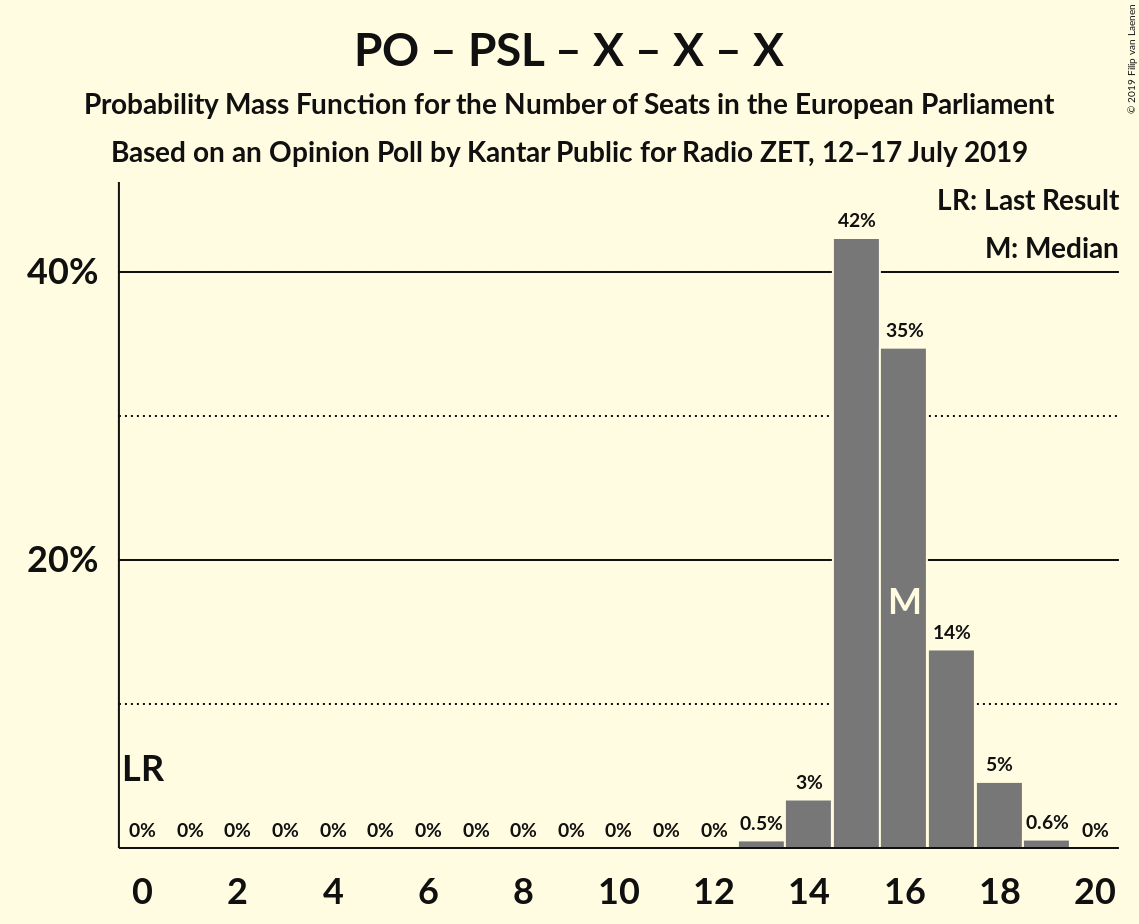 PO – PSL – X – X – X
Probability Mass Function for the Number of Seats in the European Parliament
Based on an Opinion Poll by Kantar Public for Radio ZET, 12–17 July 2019
© 2019 Filip van Laenen
LR: Last Result
M: Median
42%
40%
35%
20%
M
14%
LR
5%
3%
0% 0% 0% 0% 0% 0% 0% 0% 0% 0% 0% 0% 0% 0.5% 0.6% 0%
0 2 4 6 8 10 12 14 16 18 20